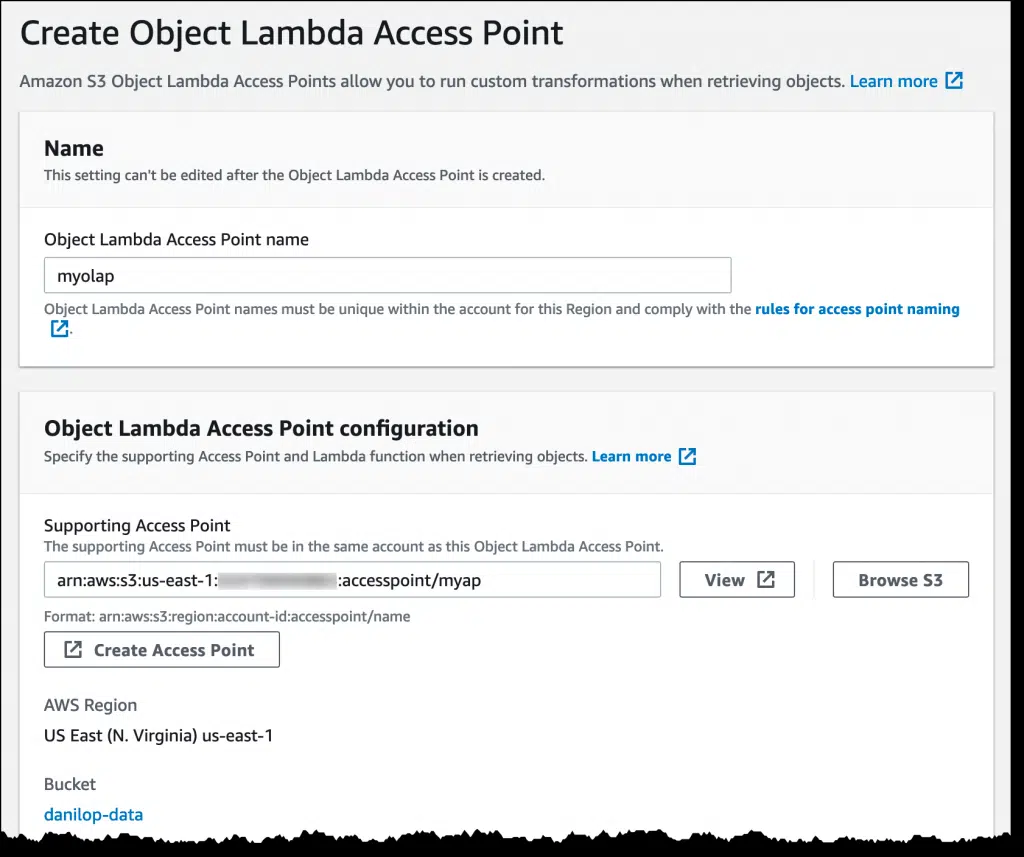 Create Object Lambda Access Point
Amazon S3 Object Lambda Access Points allow you to run custom transformations when retrieving objects. Learn more
Name
This setting can't be edited after the Object Lambda Access Point is created.
Object Lambda Access Point name
myolap
Object Lambda Access Point names must be unique within the account for this Region and comply with the rules for access point naming
.
Object Lambda Access Point configuration
Specify the supporting Access Point and Lambda function when retrieving objects. Learn more
Supporting Access Point
The supporting Access Point must be in the same account as this Object Lambda Access Point.
arn:aws:s3:us-east-1: :accesspoint/myap
View
Browse S3
Format: arn:aws:s3:region:account-id:accesspoint/name
Create Access Point
AWS Region
US East (N. Virginia) us-east-1
Bucket
danilop-data